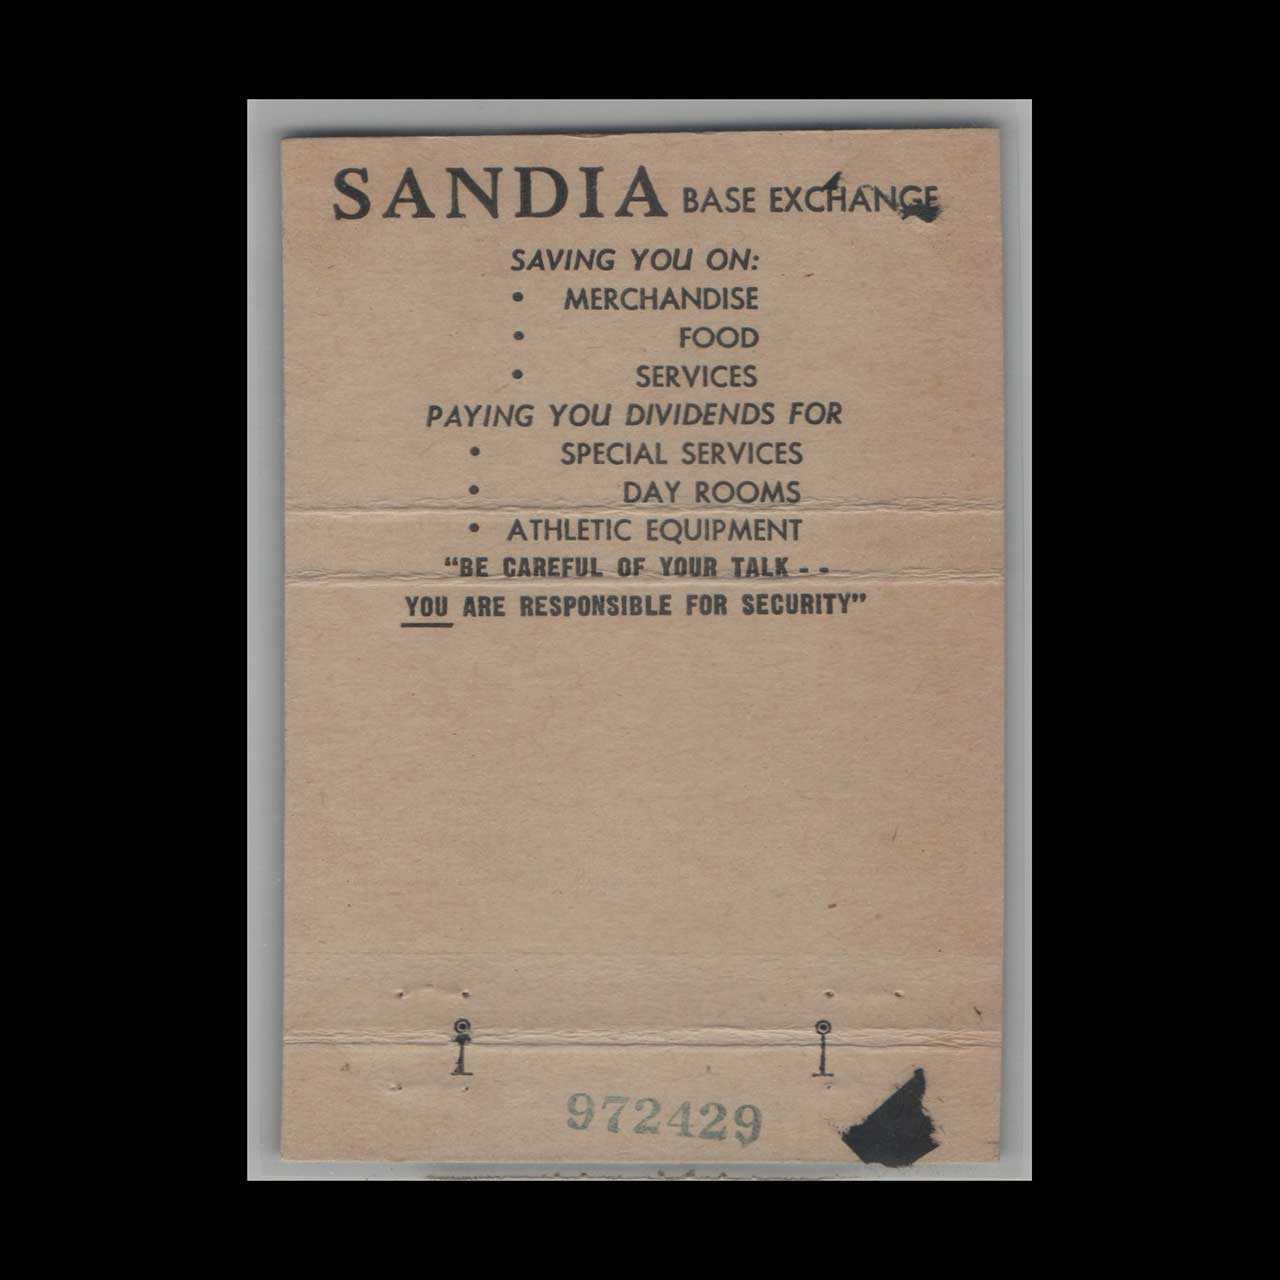 SANDIA BASE EXCHANGE
SAVING YOU ON:
• MERCHANDISE
• FOOD
• SERVICES
PAYING YOU DIVIDENDS FOR
• SPECIAL SERVICES
• DAY ROOMS
• ATHLETIC EQUIPMENT
“BE CAREFUL OF YOUR TALK - -
YOU ARE RESPONSIBLE FOR SECURITY”
972429